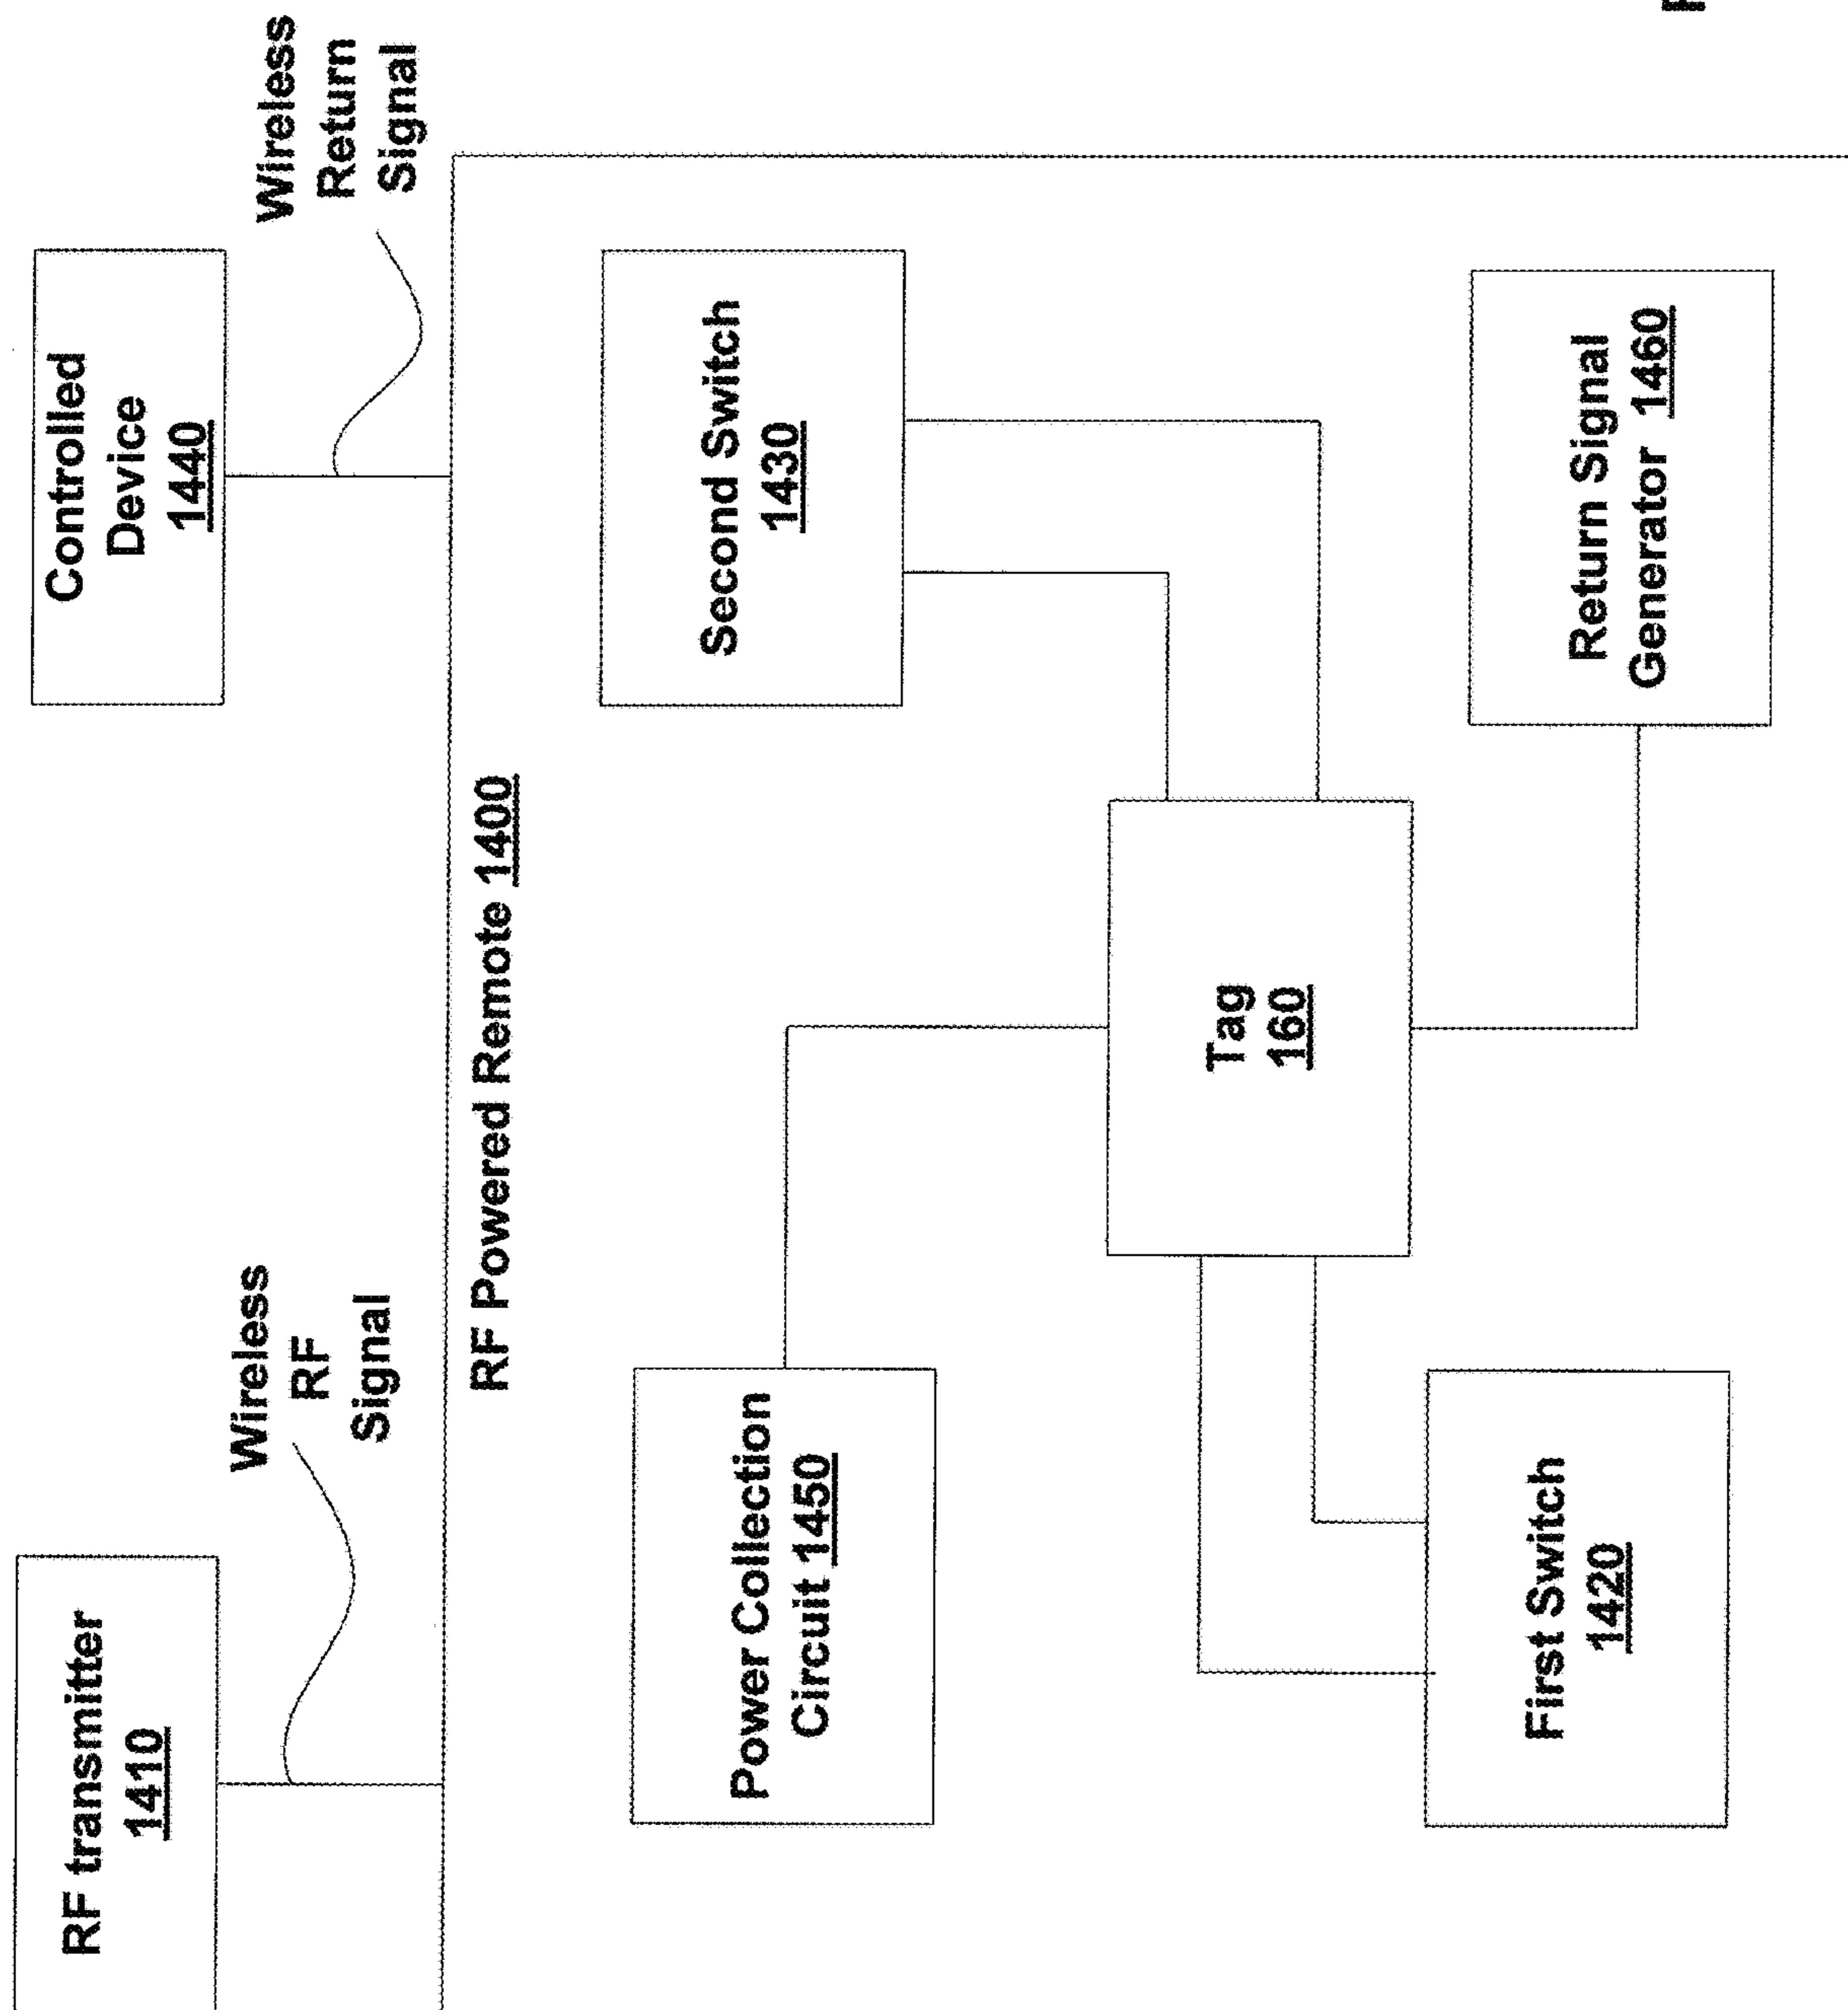 RF transmitter
1410
Wireless
RF
Signal
Controlled
Device
1440
Wireless
Return
Signal
RF Powered Remote 1400
Power Collection
Circuit 1450
Second Switch
1430
Tag
160
First Switch
1420
Return Signal
Generator 1460